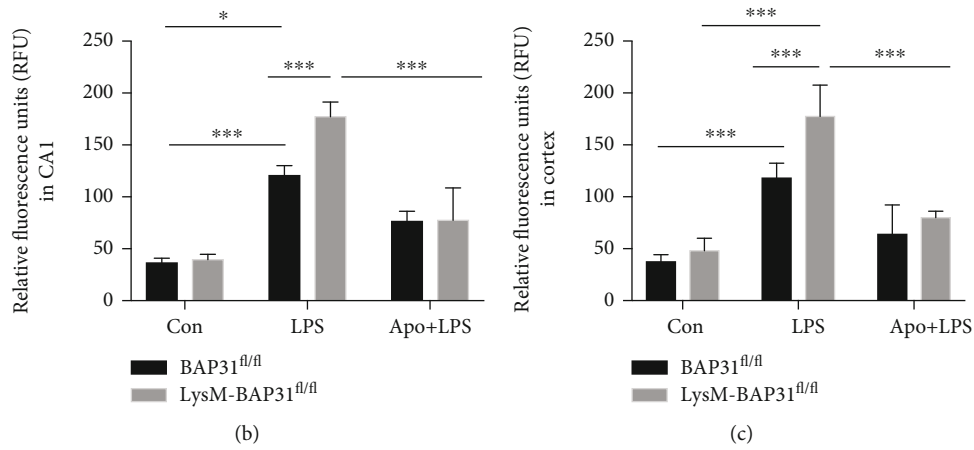 Relative fluorescence units (RFU)
in CA1
250
200
150
100
50
0
*
***
***
***
Con
LPS
Apo+LPS
BAP31fl/fl
LysM-BAP31fl/fl
(b)
Relative fluorescence units (RFU)
in cortex
250
200
150
100
50
0
***
***
***
***
Con
LPS
Apo+LPS
BAP31fl/fl
LysM-BAP31fl/fl
(c)